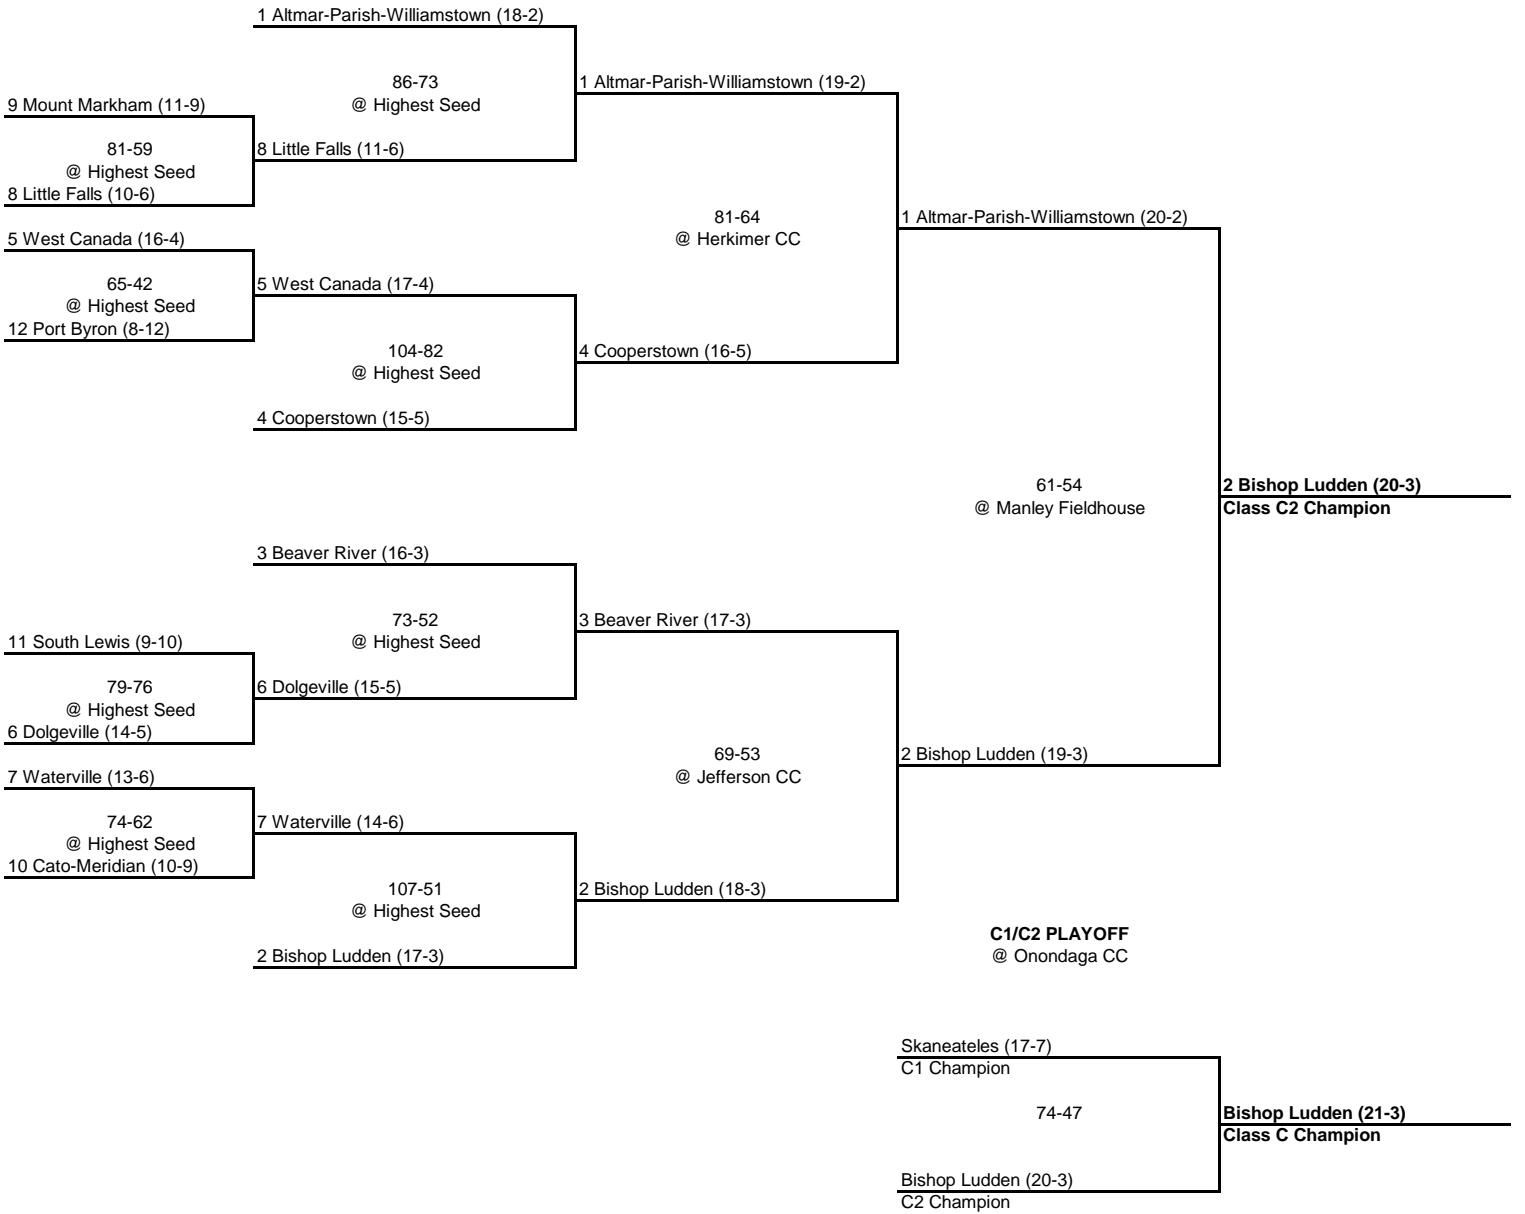 1 Altmar-Parish-Williamstown (18-2)
86-73
@ Highest Seed
1 Altmar-Parish-Williamstown (19-2)
9 Mount Markham (11-9)
81-59
@ Highest Seed
8 Little Falls (11-6)
8 Little Falls (10-6)
81-64
@ Herkimer CC
1 Altmar-Parish-Williamstown (20-2)
5 West Canada (16-4)
65-42
@ Highest Seed
5 West Canada (17-4)
12 Port Byron (8-12)
104-82
@ Highest Seed
4 Cooperstown (16-5)
4 Cooperstown (15-5)
61-54
@ Manley Fieldhouse
2 Bishop Ludden (20-3)
Class C2 Champion
3 Beaver River (16-3)
73-52
@ Highest Seed
3 Beaver River (17-3)
11 South Lewis (9-10)
79-76
@ Highest Seed
6 Dolgeville (15-5)
6 Dolgeville (14-5)
69-53
@ Jefferson CC
2 Bishop Ludden (19-3)
7 Waterville (13-6)
74-62
@ Highest Seed
7 Waterville (14-6)
10 Cato-Meridian (10-9)
107-51
@ Highest Seed
2 Bishop Ludden (18-3)
2 Bishop Ludden (17-3)
C1/C2 PLAYOFF
@ Onondaga CC
Skaneateles (17-7)
C1 Champion
74-47
Bishop Ludden (21-3)
Class C Champion
Bishop Ludden (20-3)
C2 Champion